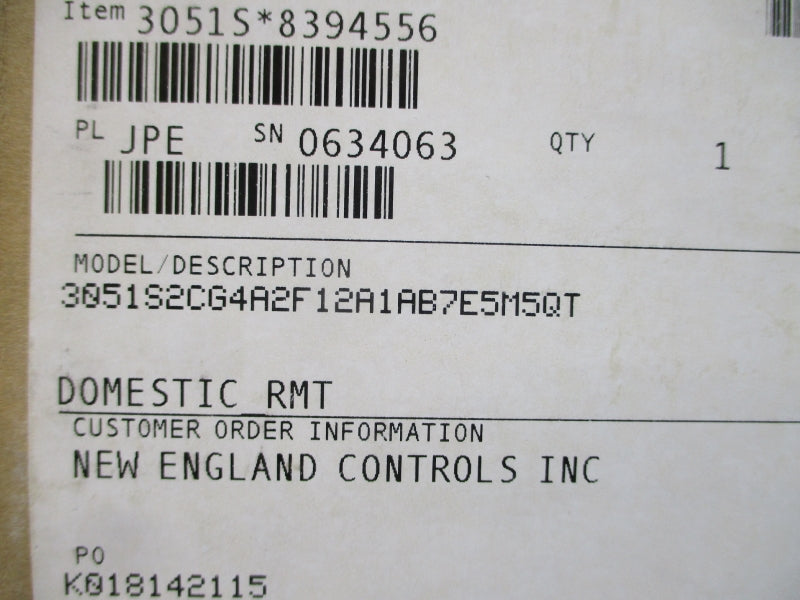 Item 3051S*8394556
PL JPE SN 0634063 QTY 1
MODEL/DESCRIPTION
3051S2CG4A2F12A1AB7E5M5QT
DOMESTIC RMT
CUSTOMER ORDER INFORMATION
NEW ENGLAND CONTROLS INC
PO
K018142115